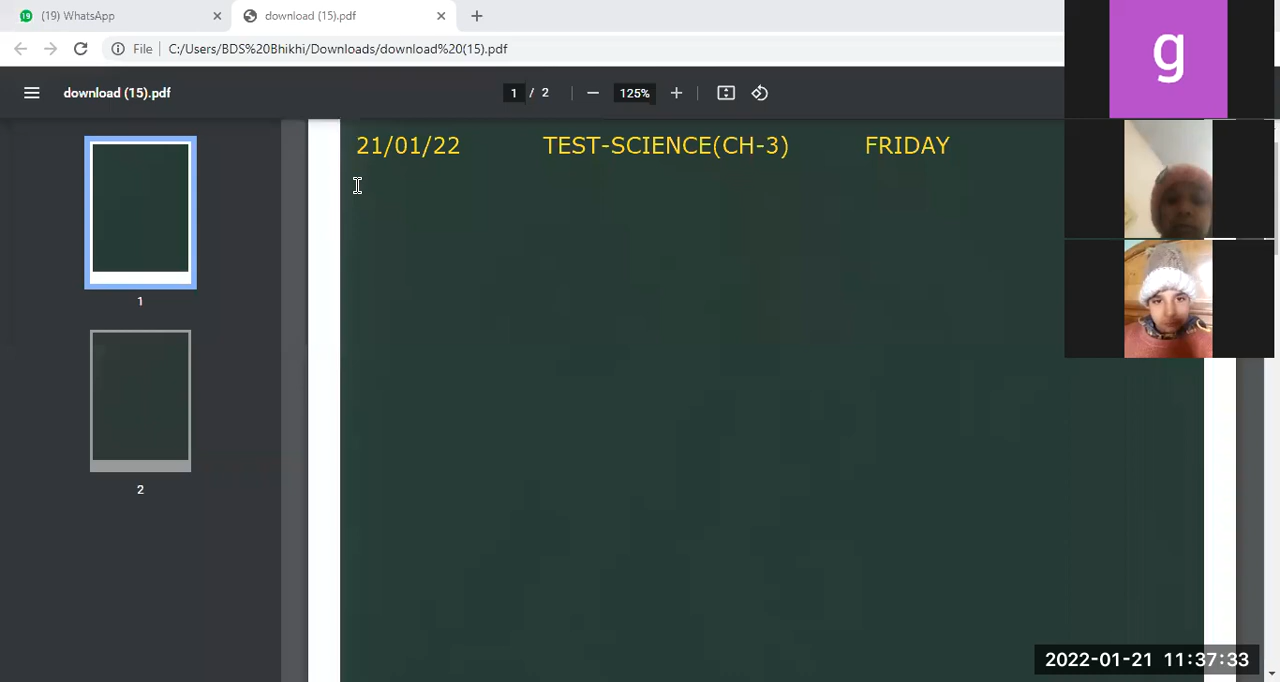 (19) WhatsApp
download (15).pdf
File C:/Users/BDS%20Bhikhi/Downloads/download%20(15).pdf
download (15).pdf
1 / 2
125%
21/01/22 TEST-SCIENCE(CH-3) FRIDAY
1
2
g
2022-01-21 11:37:33